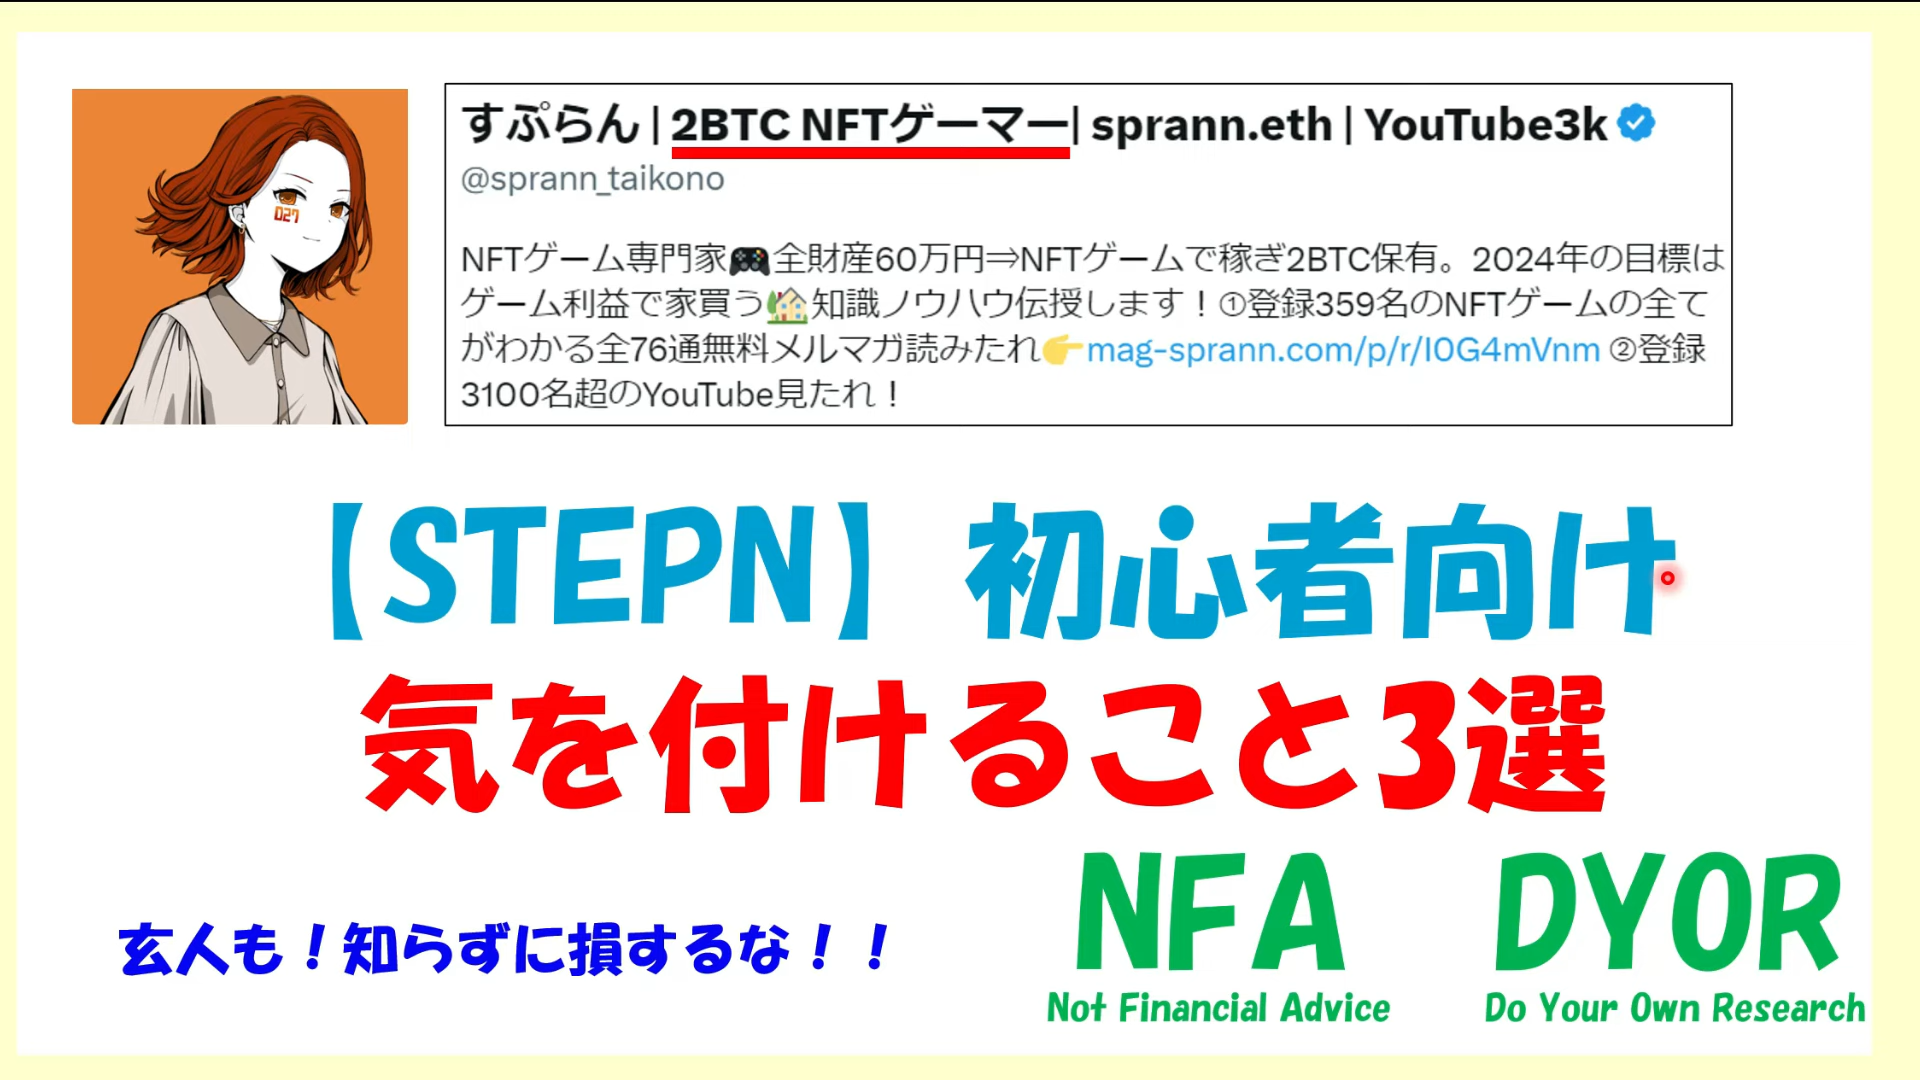 すぷらん | 2BTC NFTゲーマー| sprann.eth | YouTube3k
@sprann_taikono
NFTゲーム専門家🎮全財産60万円⇒NFTゲームで稼ぎ2BTC保有。2024年の目標は
ゲーム利益で家買う🏡知識ノウハウ伝授します！①登録359名のNFTゲームの全て
がわかる全76通無料メルマガ読みたれ👉mag-sprann.com/p/r/I0G4mVnm ②登録
3100名超のYouTube見たれ！
027
【STEPN】初心者向け
気を付けること3選
玄人も！知らずに損するな！！
NFA
Not Financial Advice
DYOR
Do Your Own Research